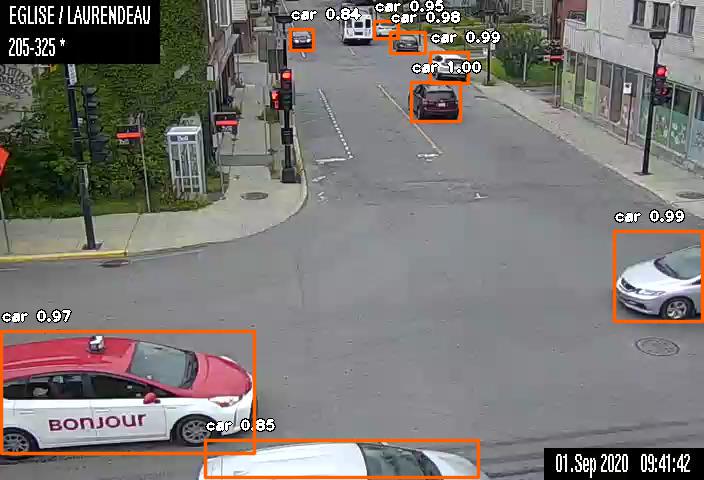 EGLISE / LAURENDEAU
205-325 *
car 0.84
car 0.95
car 0.98
car 0.99
car 1.00
car 0.99
car 0.97
BONJOUR
car 0.85
01.Sep 2020 09:41:42